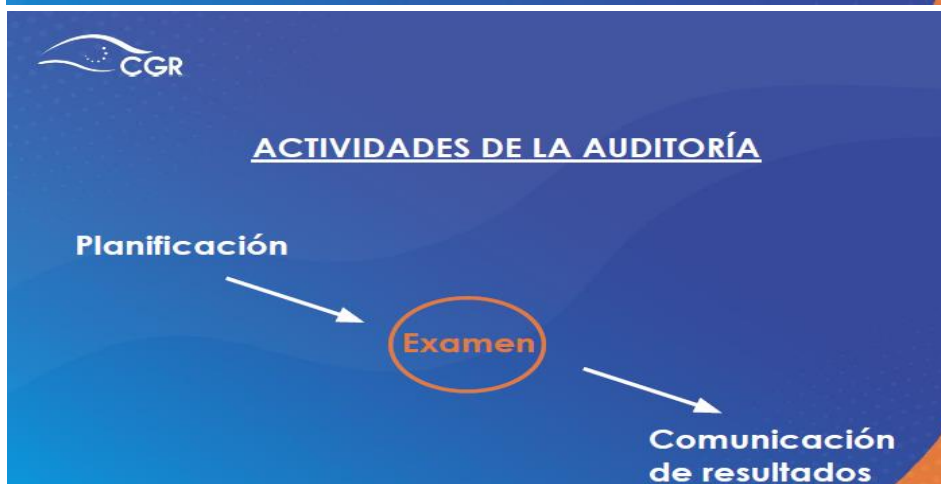 CGR
ACTIVIDADES DE LA AUDITORÍA
Planificación
Examen
Comunicación
de resultados